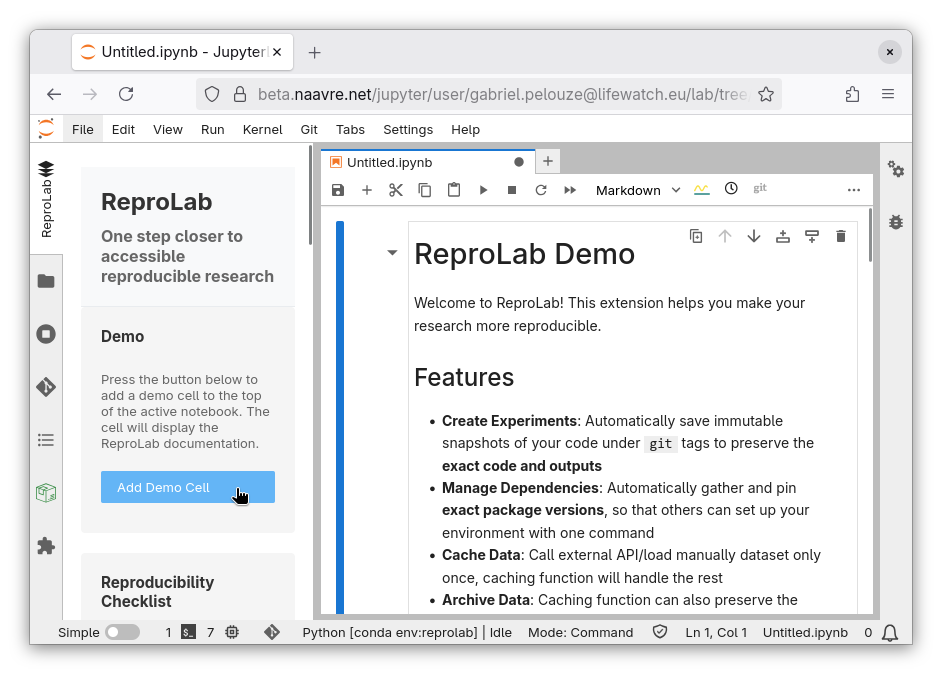 Untitled.ipynb - Jupyterl
beta.naavre.net/jupyter/user/gabriel.pelouze@lifewatch.eu/lab/tree/
File Edit View Run Kernel Git Tabs Settings Help
ReproLab
ReproLab
One step closer to
accessible
reproducible research
Demo
Press the button below to
add a demo cell to the top
of the active notebook. The
cell will display the
ReproLab documentation.
Add Demo Cell
Reproducibility
Checklist
Untitled.ipynb
Markdown git
ReproLab Demo
Welcome to ReproLab! This extension helps you make your
research more reproducible.
Features
• Create Experiments: Automatically save immutable
snapshots of your code under git tags to preserve the
exact code and outputs
• Manage Dependencies: Automatically gather and pin
exact package versions, so that others can set up your
environment with one command
• Cache Data: Call external API/load manually dataset only
once, caching function will handle the rest
• Archive Data: Caching function can also preserve the
Simple 1 7 Python [conda env:reprolab] | Idle Mode: Command Ln 1, Col 1 Untitled.ipynb 0